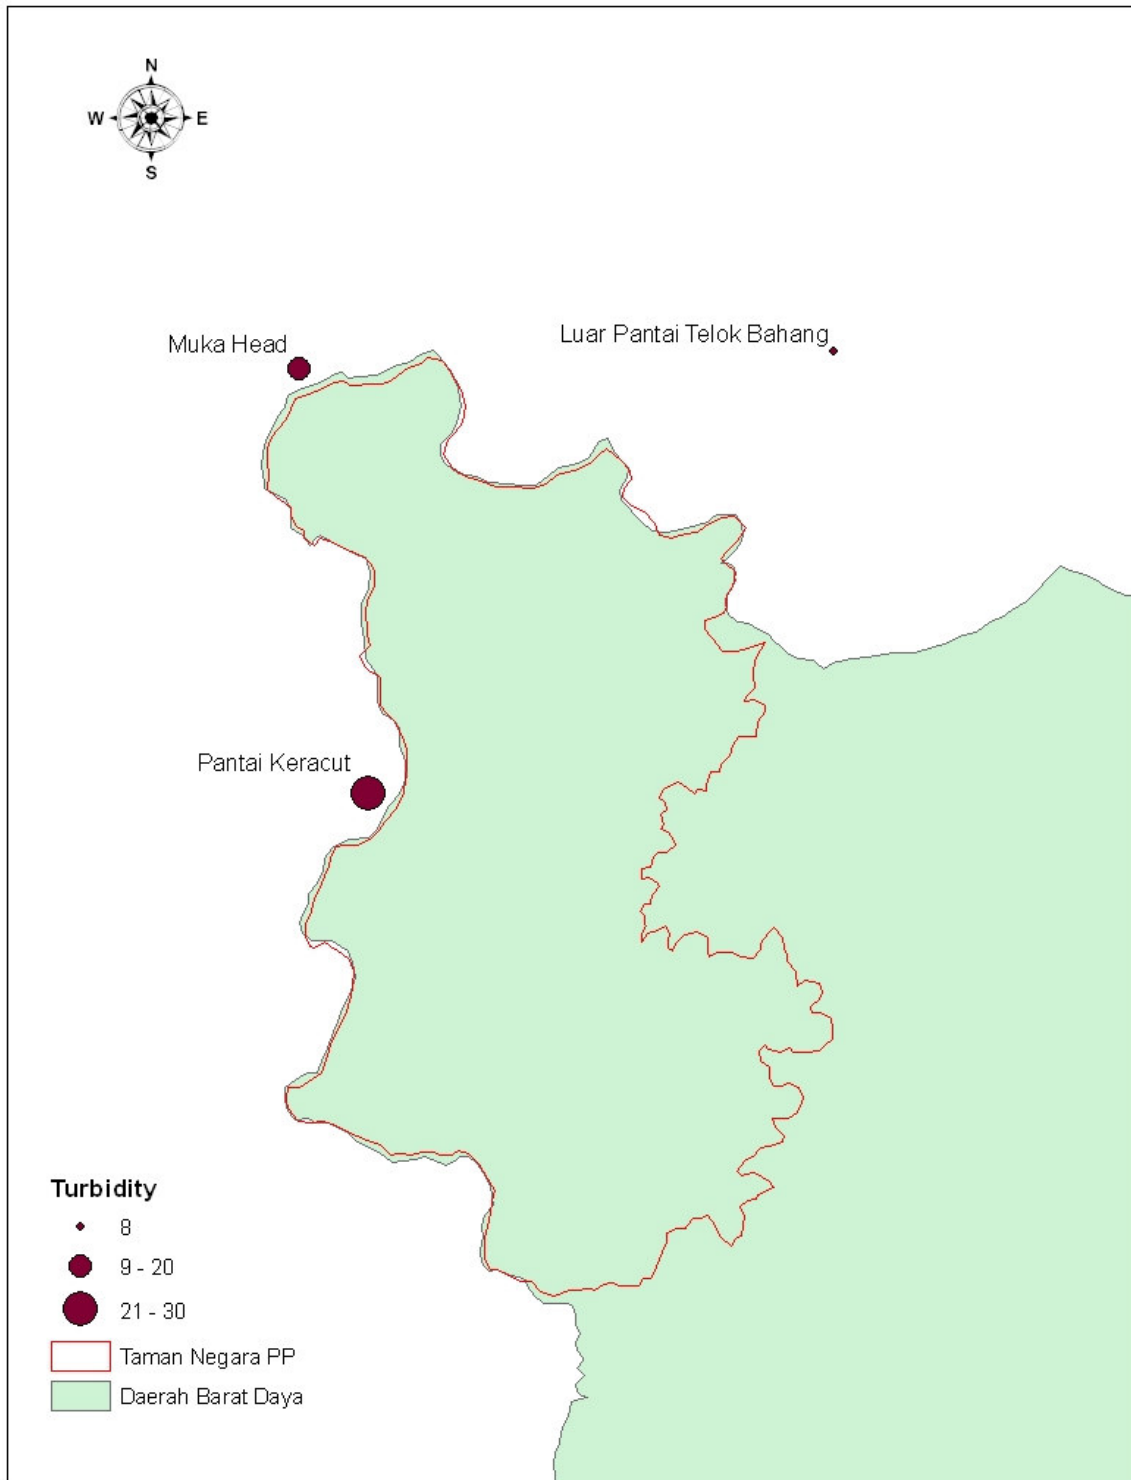 N
W E
S
Muka Head
Luar Pantai Telok Bahang
Pantai Keracut
Turbidity
8
9 - 20
21 - 30
Taman Negara PP
Daerah Barat Daya